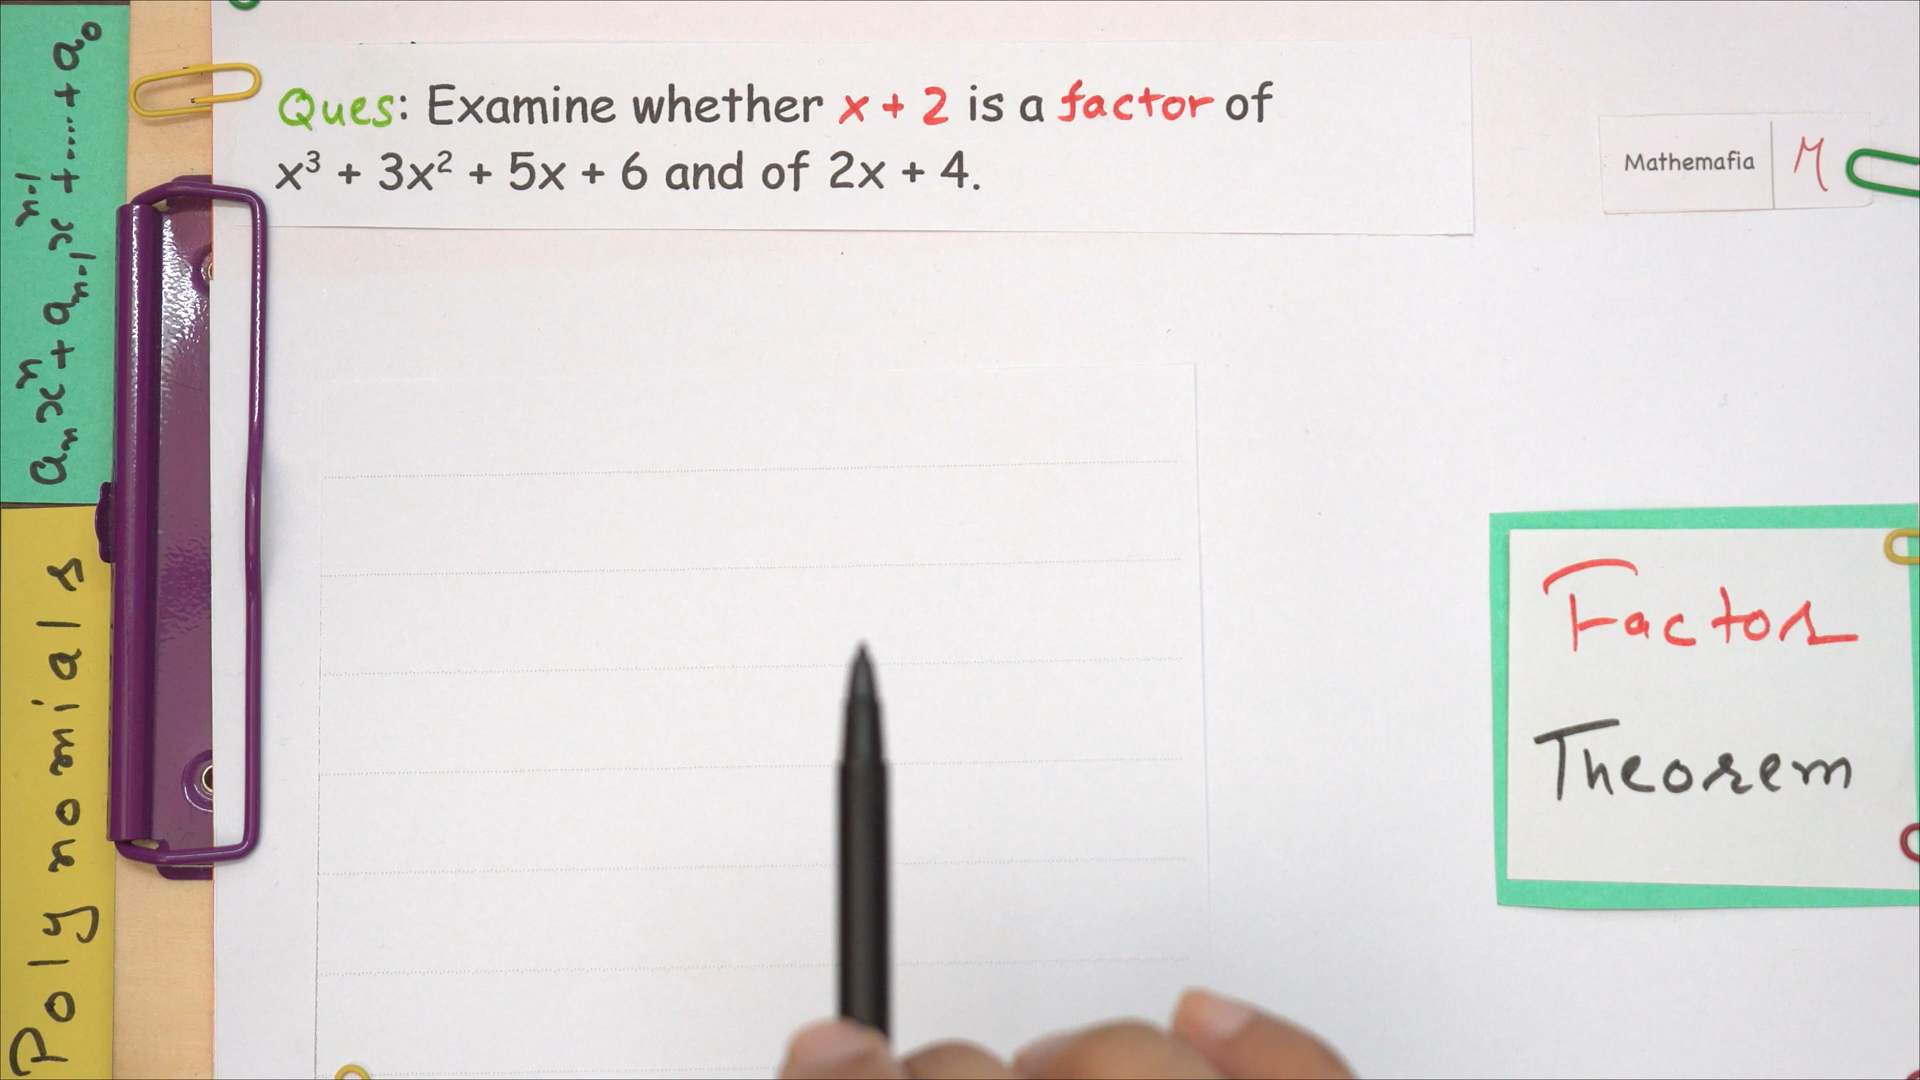 Ques: Examine whether x + 2 is a factor of
x³ + 3x² + 5x + 6 and of 2x + 4.
Mathemafia M
aₙxⁿ + aₙ₋₁xⁿ⁻¹ + .... + a₀
Polynomials
Factor
Theorem